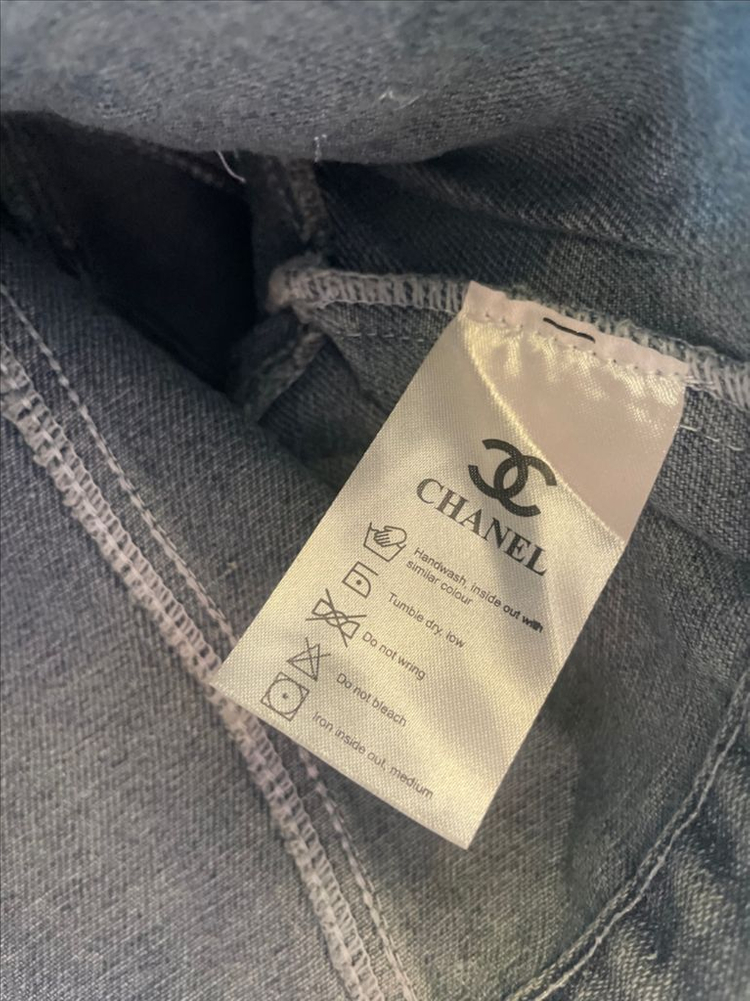 CHANEL
Handwash, inside out with
similar colour
Tumble dry, low
Do not wring
Do not bleach
Iron inside out, medium